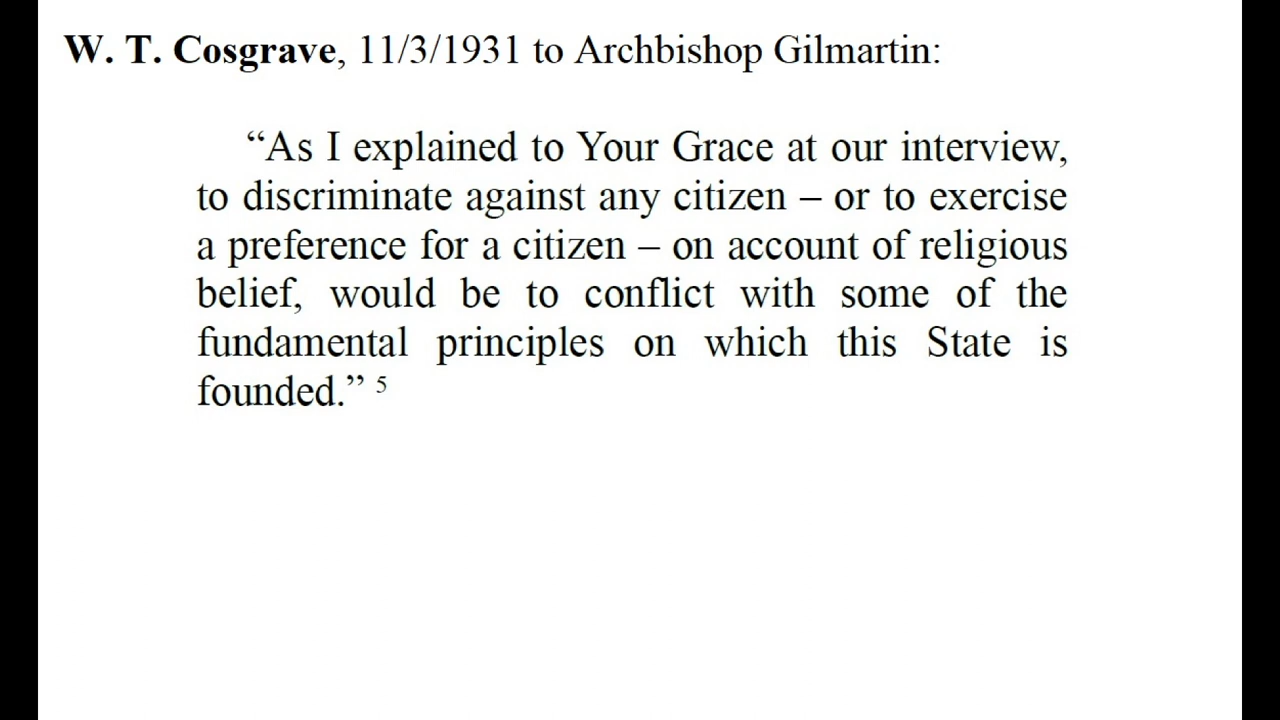 W. T. Cosgrave, 11/3/1931 to Archbishop Gilmartin:
“As I explained to Your Grace at our interview,
to discriminate against any citizen – or to exercise
a preference for a citizen – on account of religious
belief, would be to conflict with some of the
fundamental principles on which this State is
founded.” 5